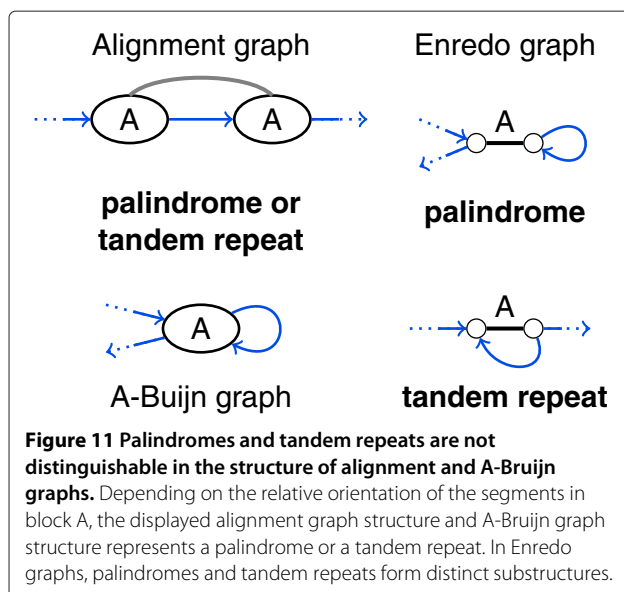 Alignment graph
Enredo graph
A
A
A
palindrome or
tandem repeat
palindrome
A
A
A-Buijn graph
tandem repeat
Figure 11 Palindromes and tandem repeats are not
distinguishable in the structure of alignment and A-Bruijn
graphs. Depending on the relative orientation of the segments in
block A, the displayed alignment graph structure and A-Bruijn graph
structure represents a palindrome or a tandem repeat. In Enredo
graphs, palindromes and tandem repeats form distinct substructures.